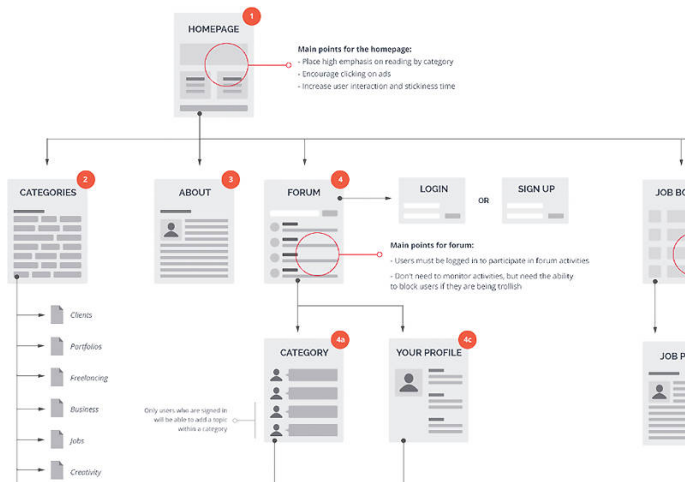 1
HOMEPAGE
Main points for the homepage:
- Place high emphasis on reading by category
- Encourage clicking on ads
- Increase user interaction and stickiness time
2
CATEGORIES
3
ABOUT
4
FORUM
LOGIN
OR
SIGN UP
JOB BO
Main points for forum:
- Users must be logged in to participate in forum activities
- Don't need to monitor activities, but need the ability
to block users if they are being trollish
Clients
Portfolios
Freelancing
Business
Jobs
Creativity
4a
CATEGORY
4c
YOUR PROFILE
JOB P
Only users who are signed in
will be able to add a topic
within a category